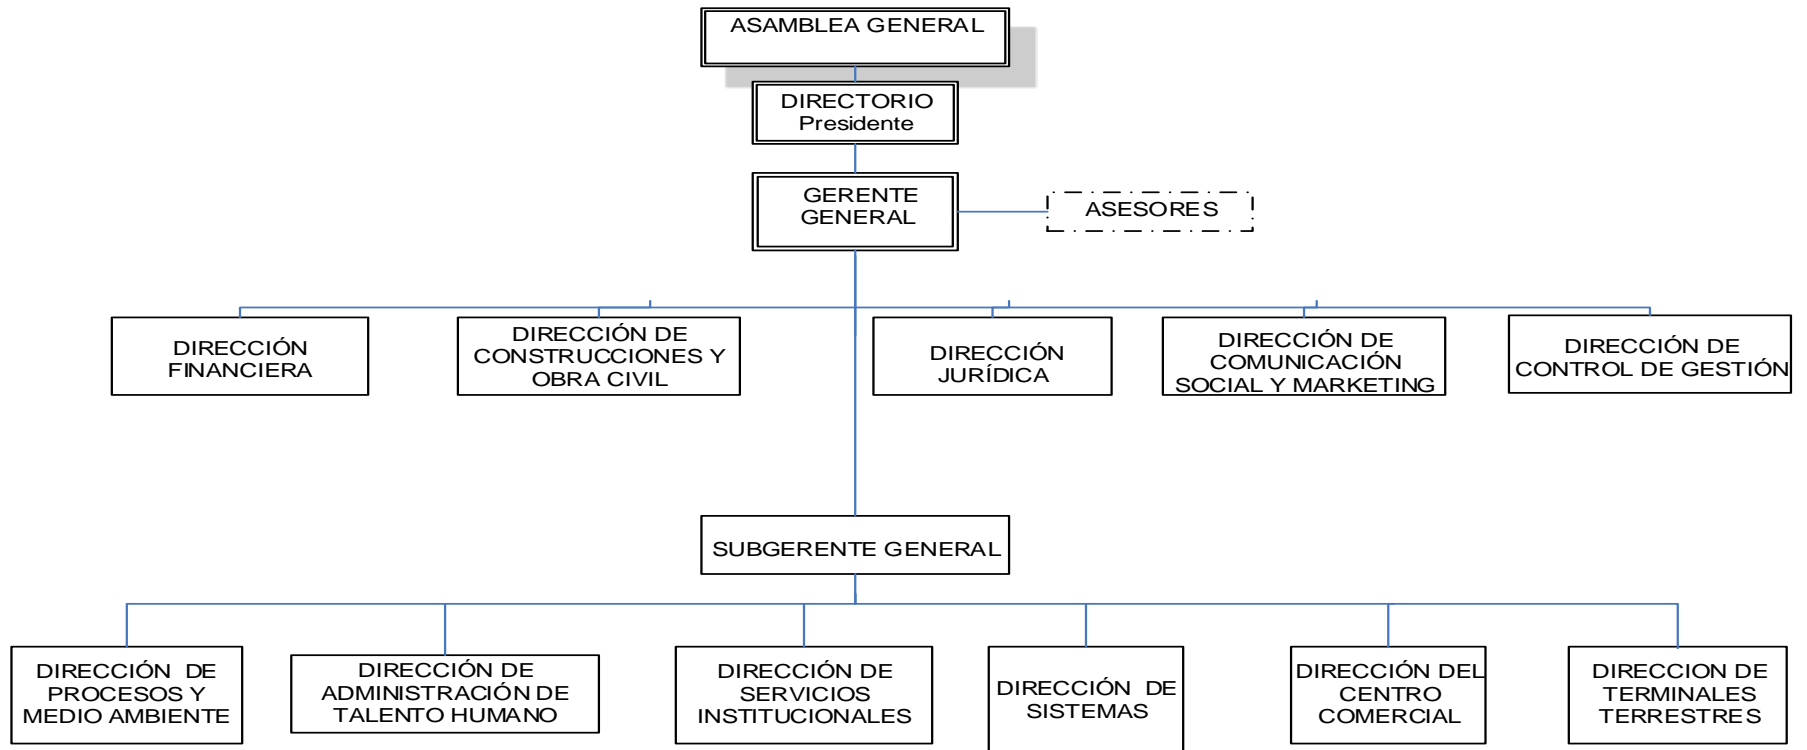 ASAMBLEA GENERAL
DIRECTORIO
Presidente
GERENTE
GENERAL
ASESORES
DIRECCIÓN
FINANCIERA
DIRECCIÓN DE
CONSTRUCCIONES Y
OBRA CIVIL
DIRECCIÓN
JURÍDICA
DIRECCIÓN DE
COMUNICACIÓN
SOCIAL Y MARKETING
DIRECCIÓN DE
CONTROL DE GESTIÓN
SUBGERENTE GENERAL
DIRECCIÓN DE
PROCESOS Y
MEDIO AMBIENTE
DIRECCIÓN DE
ADMINISTRACIÓN DE
TALENTO HUMANO
DIRECCIÓN DE
SERVICIOS
INSTITUCIONALES
DIRECCIÓN DE
SISTEMAS
DIRECCIÓN DEL
CENTRO
COMERCIAL
DIRECCION DE
TERMINALES
TERRESTRES